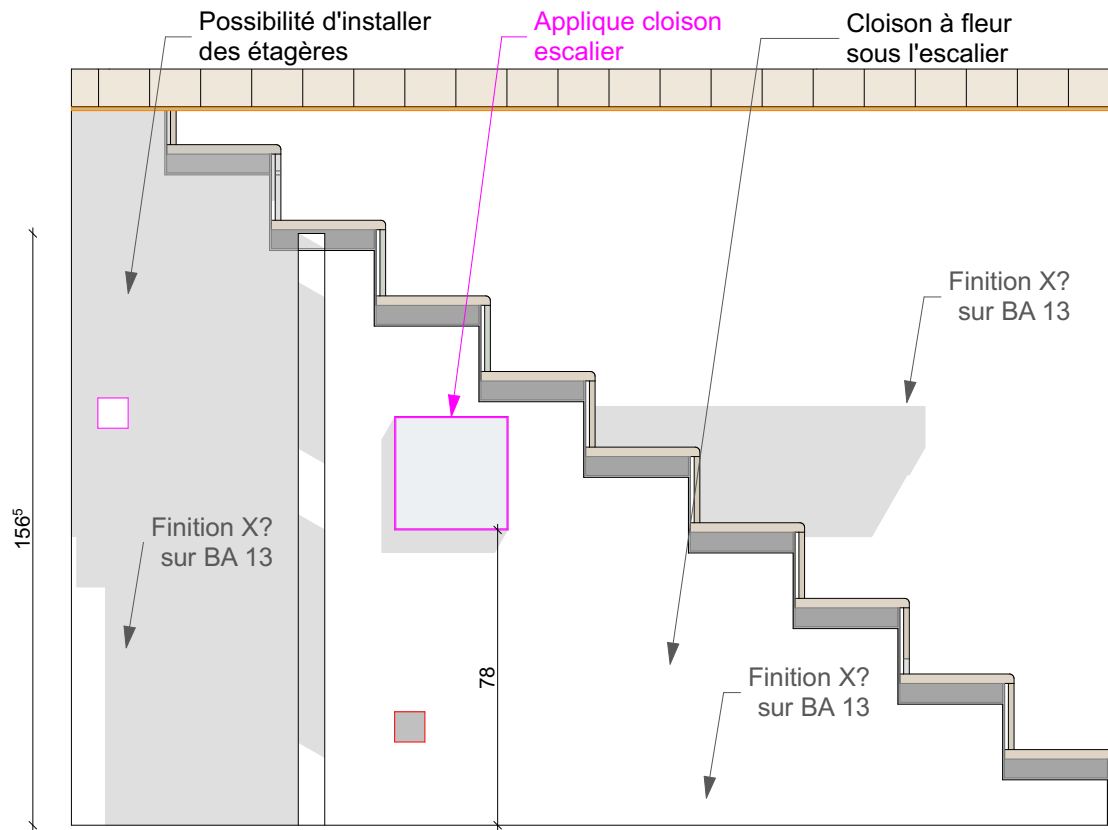 Possibilité d'installer
des étagères
Applique cloison
escalier
Cloison à fleur
sous l'escalier
Finition X?
sur BA 13
156⁵
Finition X?
sur BA 13
78
Finition X?
sur BA 13